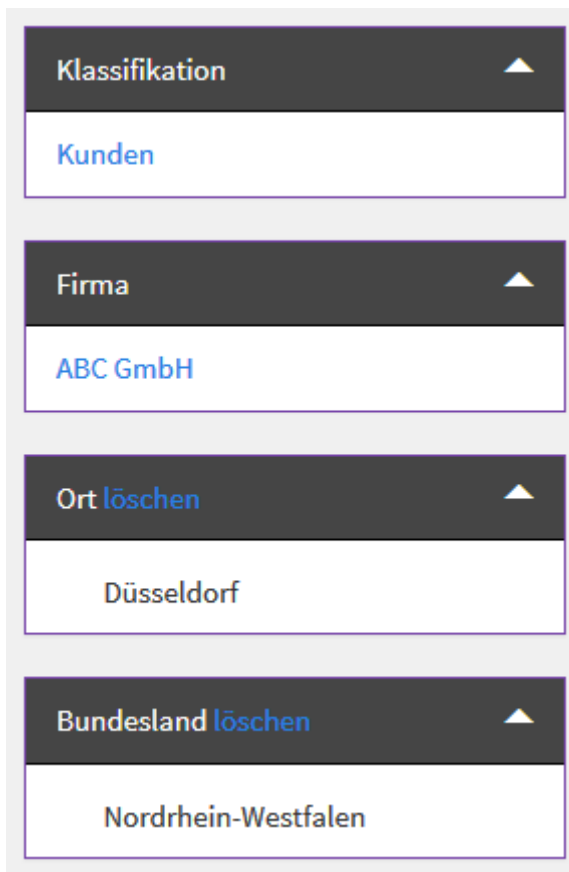 Klassifikation
Kunden
Firma
ABC GmbH
Ort löschen
Düsseldorf
Bundesland löschen
Nordrhein-Westfalen